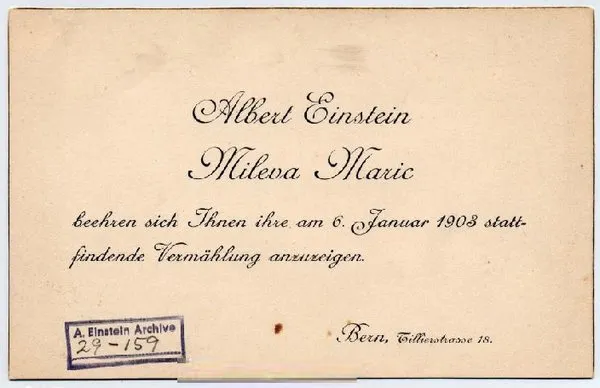 Albert Einstein
Mileva Maric
beehren sich Ihnen ihre am 6. Januar 1903 statt-
findende Vermählung anzuzeigen.
Bern, Tillierstrasse 18.
A. Einstein Archive
29-159